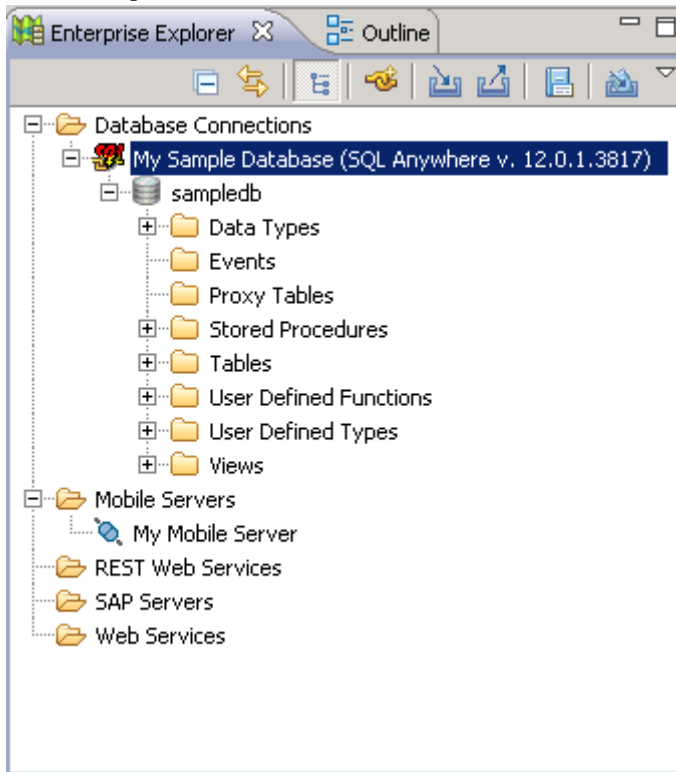 Enterprise Explorer Outline
Database Connections
My Sample Database (SQL Anywhere v. 12.0.1.3817)
sampledb
Data Types
Events
Proxy Tables
Stored Procedures
Tables
User Defined Functions
User Defined Types
Views
Mobile Servers
My Mobile Server
REST Web Services
SAP Servers
Web Services